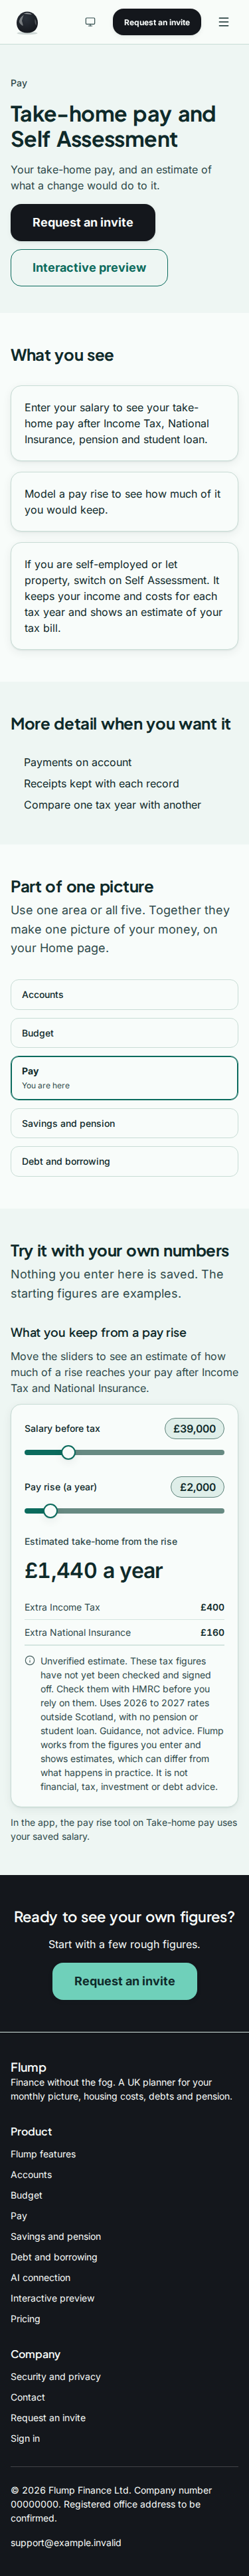 Request an invite
Pay
Take-home pay and
Self Assessment
Your take-home pay, and an estimate of
what a change would do to it.
Request an invite
Interactive preview
What you see
Enter your salary to see your take-
home pay after Income Tax, National
Insurance, pension and student loan.
Model a pay rise to see how much of it
you would keep.
If you are self-employed or let
property, switch on Self Assessment. It
keeps your income and costs for each
tax year and shows an estimate of your
tax bill.
More detail when you want it
Payments on account
Receipts kept with each record
Compare one tax year with another
Part of one picture
Use one area or all five. Together they
make one picture of your money, on
your Home page.
Accounts
Budget
Pay
You are here
Savings and pension
Debt and borrowing
Try it with your own numbers
Nothing you enter here is saved. The
starting figures are examples.
What you keep from a pay rise
Move the sliders to see an estimate of how
much of a rise reaches your pay after Income
Tax and National Insurance.
Salary before tax £39,000
Pay rise (a year) £2,000
Estimated take-home from the rise
£1,440 a year
Extra Income Tax £400
Extra National Insurance £160
Unverified estimate. These tax figures
have not yet been checked and signed
off. Check them with HMRC before you
rely on them. Uses 2026 to 2027 rates
outside Scotland, with no pension or
student loan. Guidance, not advice. Flump
works from the figures you enter and
shows estimates, which can differ from
what happens in practice. It is not
financial, tax, investment or debt advice.
In the app, the pay rise tool on Take-home pay uses
your saved salary.
Ready to see your own figures?
Start with a few rough figures.
Request an invite
Flump
Finance without the fog. A UK planner for your
monthly picture, housing costs, debts and pension.
Product
Flump features
Accounts
Budget
Pay
Savings and pension
Debt and borrowing
AI connection
Interactive preview
Pricing
Company
Security and privacy
Contact
Request an invite
Sign in
© 2026 Flump Finance Ltd. Company number
00000000. Registered office address to be
confirmed.
support@example.invalid